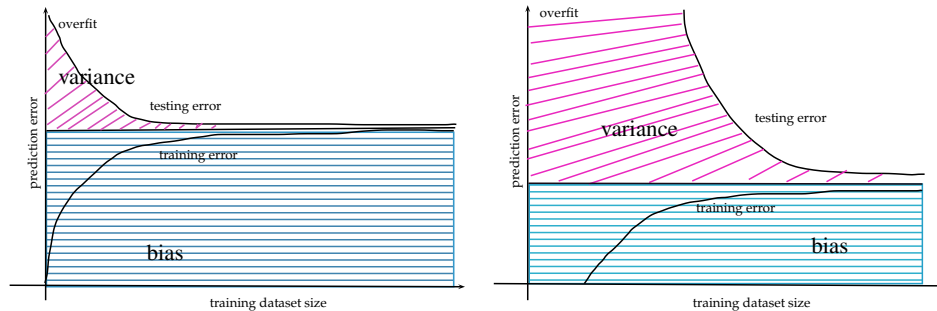 overfit
variance
testing error
training error
bias
prediction error
training dataset size
overfit
variance
testing error
training error
bias
prediction error
training dataset size